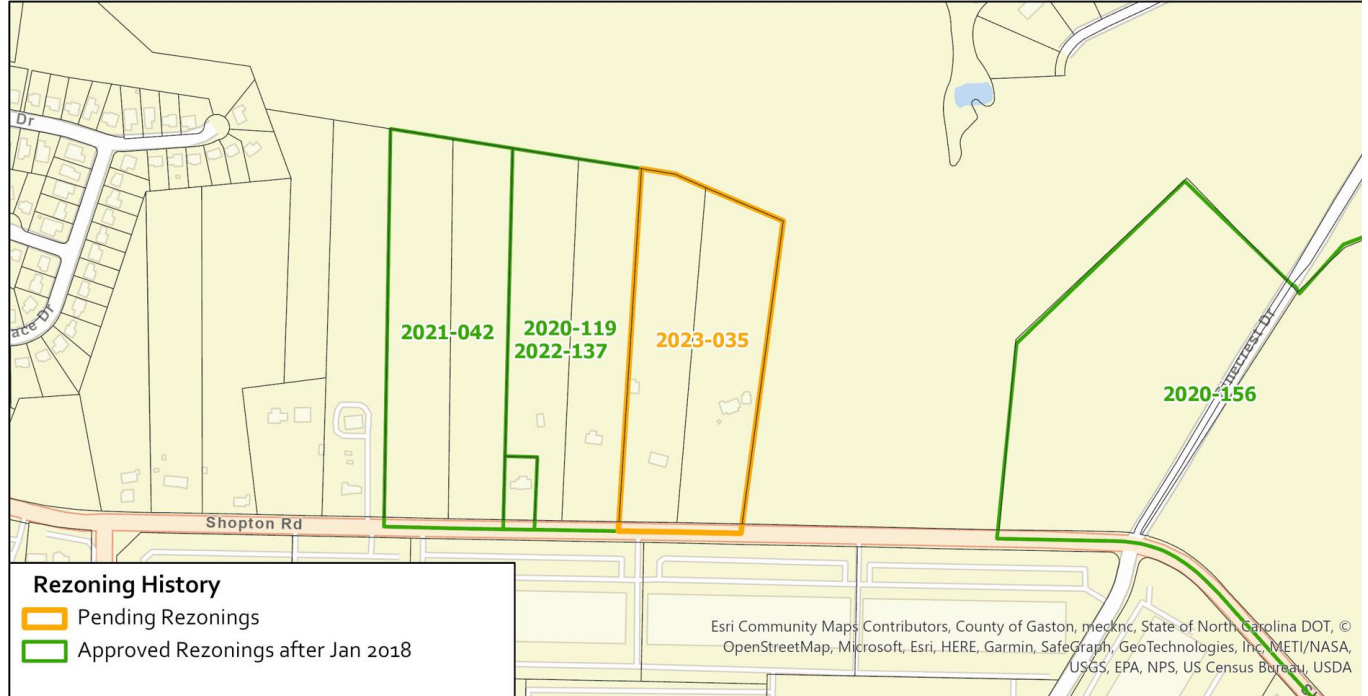 Dr
ace Dr
2021-042
2020-119
2022-137
2023-035
2020-156
necrest Dr
Shopton Rd
Rezoning History
Pending Rezonings
Approved Rezonings after Jan 2018
Esri Community Maps Contributors, County of Gaston, mecknc, State of North Carolina DOT, ©
OpenStreetMap, Microsoft, Esri, HERE, Garmin, SafeGraph, GeoTechnologies, Inc, METI/NASA,
USGS, EPA, NPS, US Census Bureau, USDA